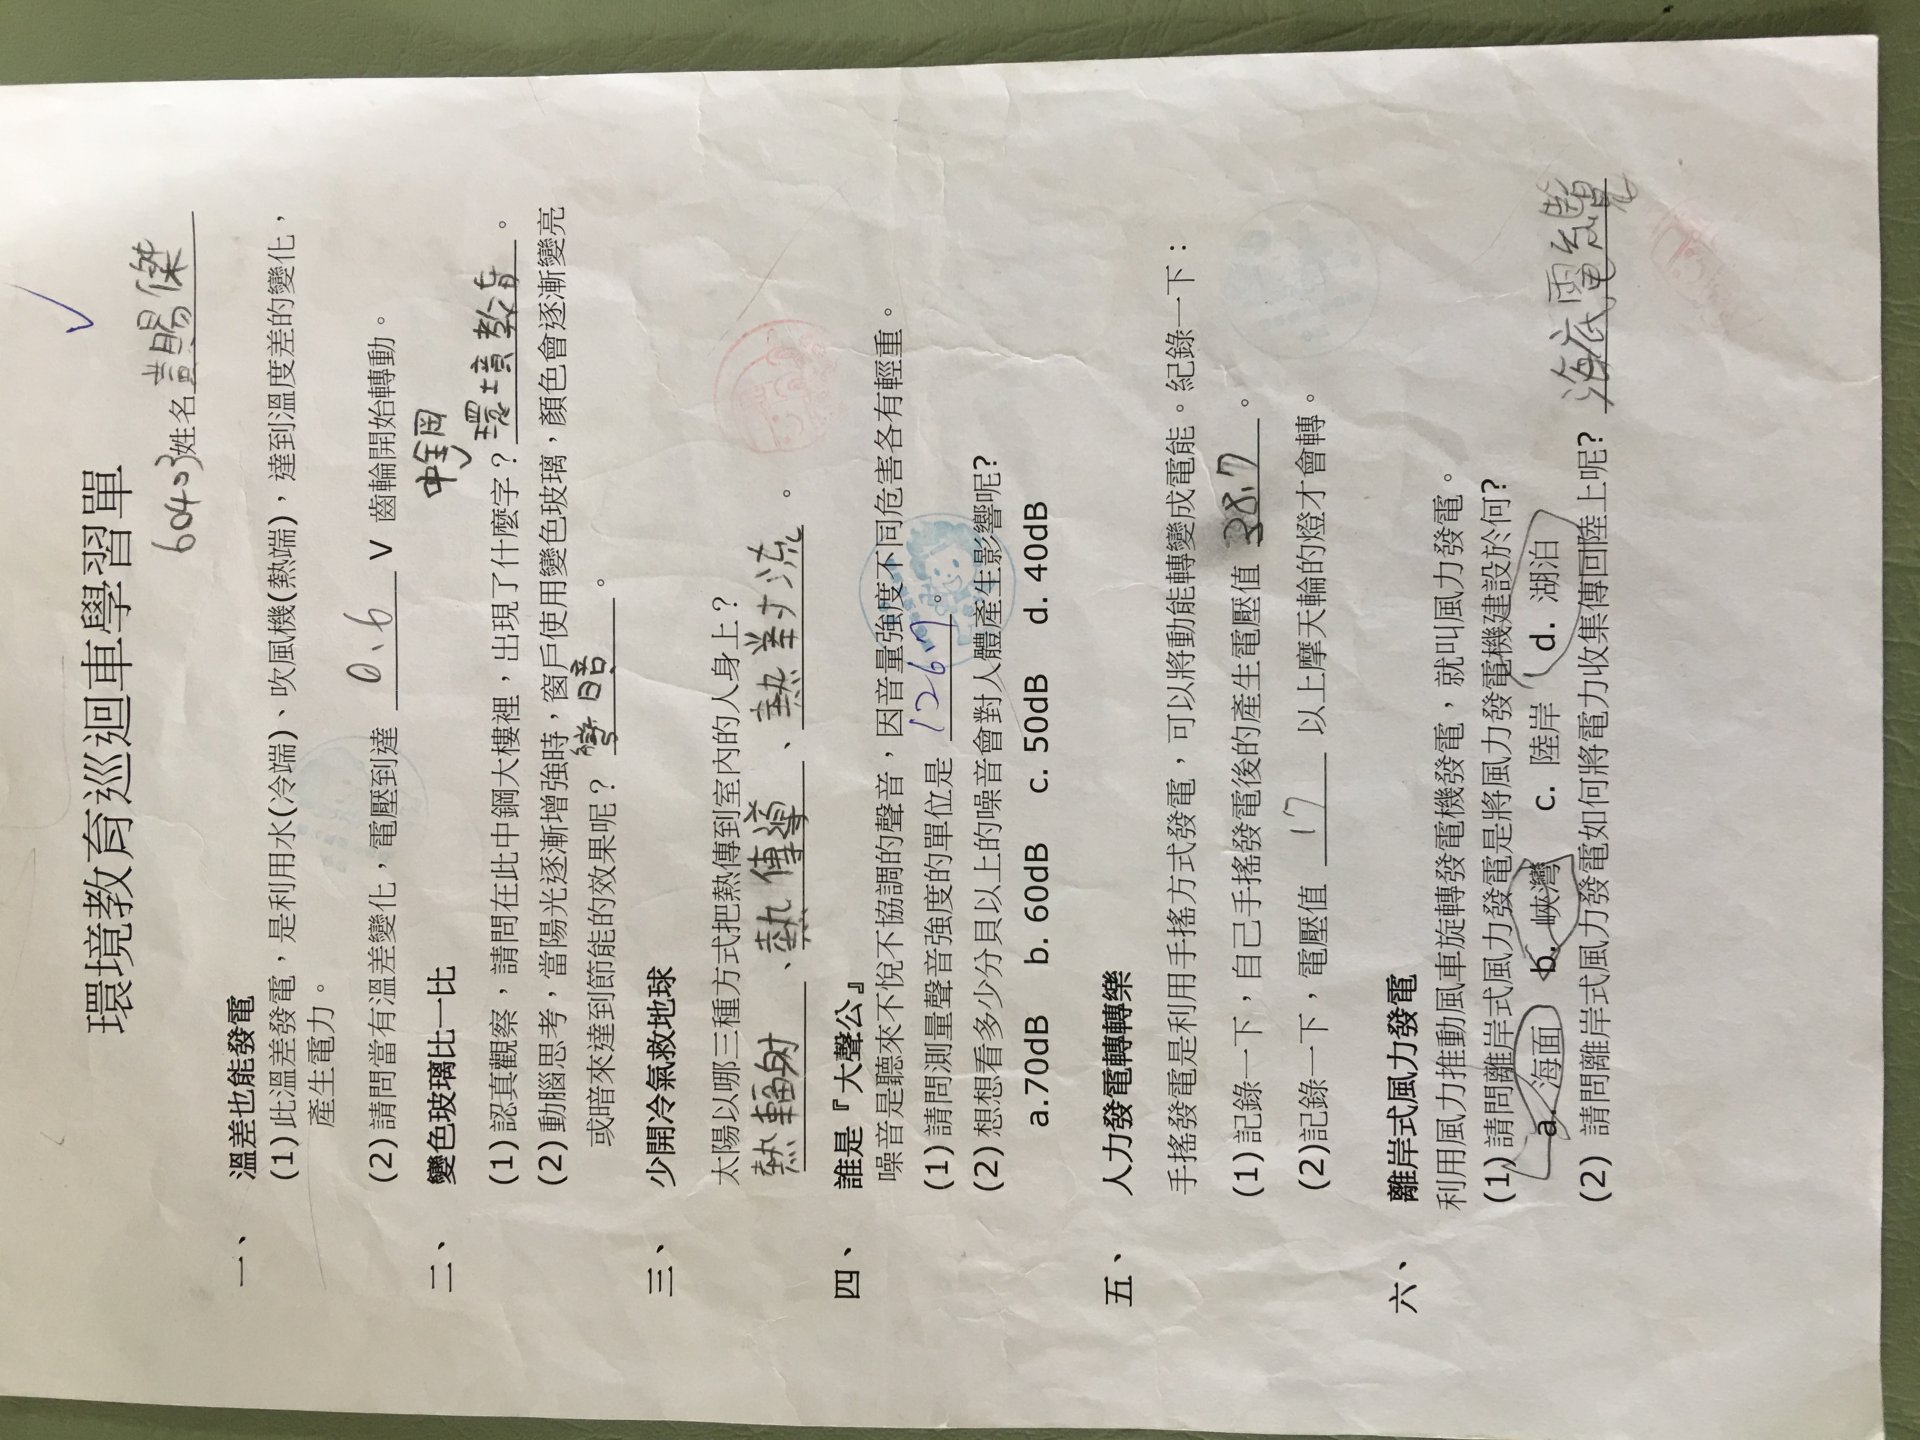 環境教育巡迴車學習單
60403姓名黃賜傑
一、 溫差也能發電
(1) 此溫差發電，是利用水(冷端)、吹風機(熱端)，達到溫度差的變化，
產生電力。
(2) 請問當有溫差變化，電壓到達 0.6 V 齒輪開始轉動。
二、 變色玻璃比一比
中鋼
(1) 認真觀察，請問在此中鋼大樓裡，出現了什麼字？環境教育。
(2) 動腦思考，當陽光逐漸增強時，窗戶使用變色玻璃，顏色會逐漸變亮
或暗來達到節能的效果呢？變暗。
三、 少開冷氣救地球
太陽以哪三種方式把熱傳到室內的人身上？
熱輻射、熱傳導、熱對流。
四、 誰是『大聲公』
噪音是聽來不悅不協調的聲音，因音量強度不同危害各有輕重。
(1) 請問測量聲音強度的單位是 126.7。
(2) 想想看多少分貝以上的噪音會對人體產生影響呢?
a.70dB b. 60dB c. 50dB d. 40dB
五、 人力發電轉轉樂
手搖發電是利用手搖方式發電，可以將動能轉變成電能。紀錄一下：
(1) 記錄一下，自己手搖發電後的產生電壓值 38.7。
(2)記錄一下，電壓值 17 以上摩天輪的燈才會轉。
六、 離岸式風力發電
利用風力推動風車旋轉發電機發電，就叫風力發電。
(1) 請問離岸式風力發電是將風力發電機建設於何?
a. 海面 b. 峽灣 c. 陸岸 d. 湖泊
(2) 請問離岸式風力發電如何將電力收集傳回陸上呢? 海底電纜